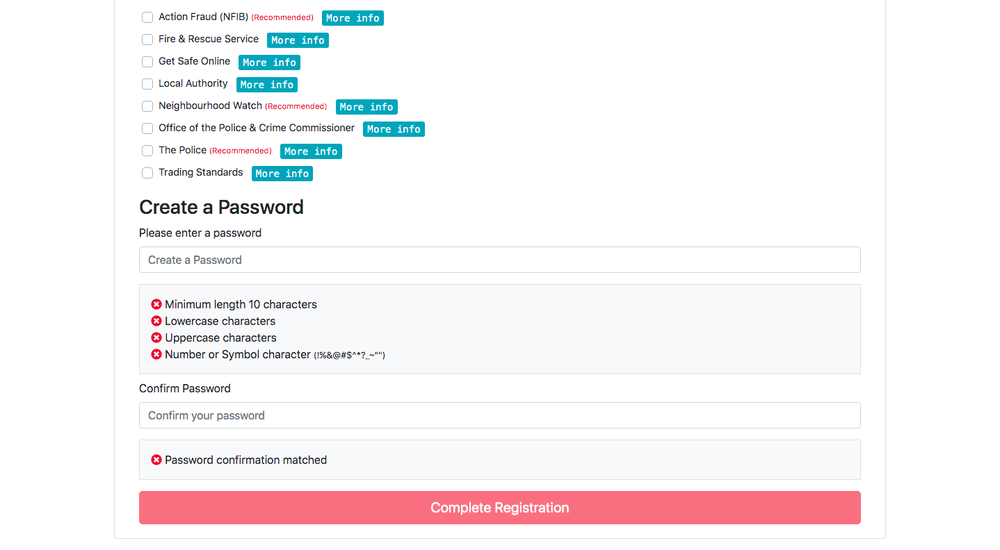 Action Fraud (NFIB) (Recommended) More info
Fire & Rescue Service More info
Get Safe Online More info
Local Authority More info
Neighbourhood Watch (Recommended) More info
Office of the Police & Crime Commissioner More info
The Police (Recommended) More info
Trading Standards More info
Create a Password
Please enter a password
Create a Password
Minimum length 10 characters
Lowercase characters
Uppercase characters
Number or Symbol character (!%&@#$^*?_~"")
Confirm Password
Confirm your password
Password confirmation matched
Complete Registration